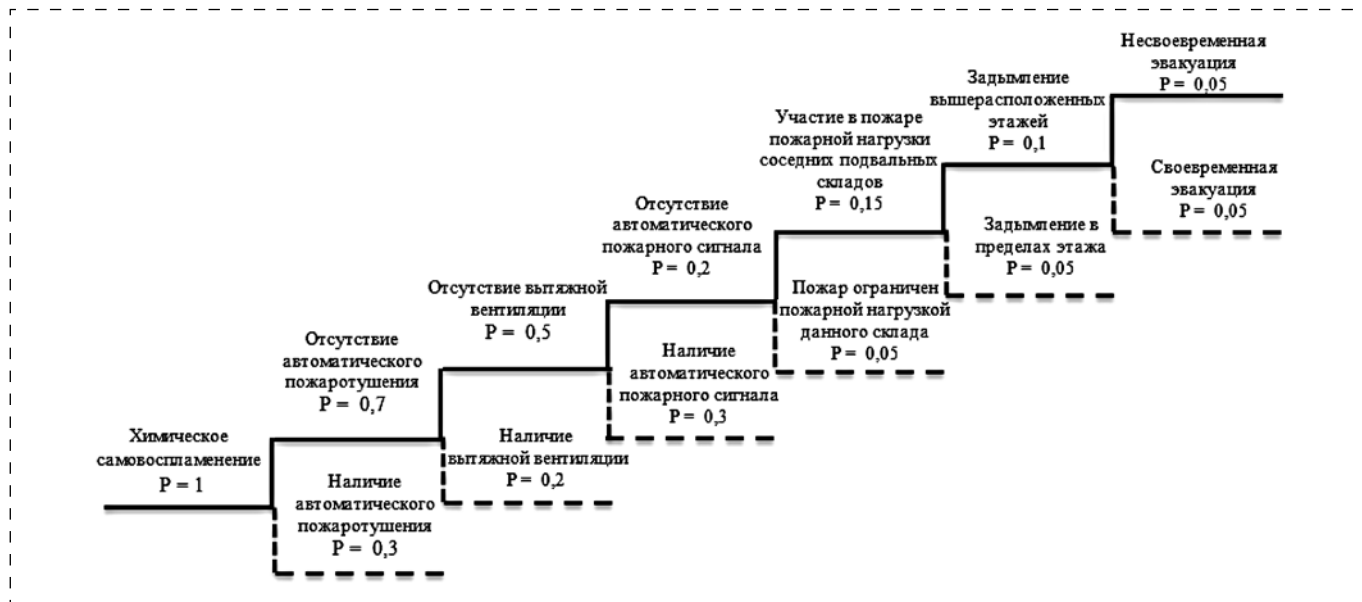 Химическое
самовоспламенение
P = 1
Отсутствие
автоматического
пожаротушения
P = 0,7
Наличие
автоматического
пожаротушения
P = 0,3
Отсутствие вытяжной
вентиляции
P = 0,5
Наличие
вытяжной вентиляции
P = 0,2
Отсутствие
автоматического
пожарного сигнала
P = 0,2
Наличие
автоматического
пожарного сигнала
P = 0,3
Участие в пожаре
пожарной нагрузки
соседних подвальных
складов
P = 0,15
Пожар ограничен
пожарной нагрузкой
данного склада
P = 0,05
Задымление
вышерасположенных
этажей
P = 0,1
Задымление в
пределах этажа
P = 0,05
Несвоевременная
эвакуация
P = 0,05
Своевременная
эвакуация
P = 0,05